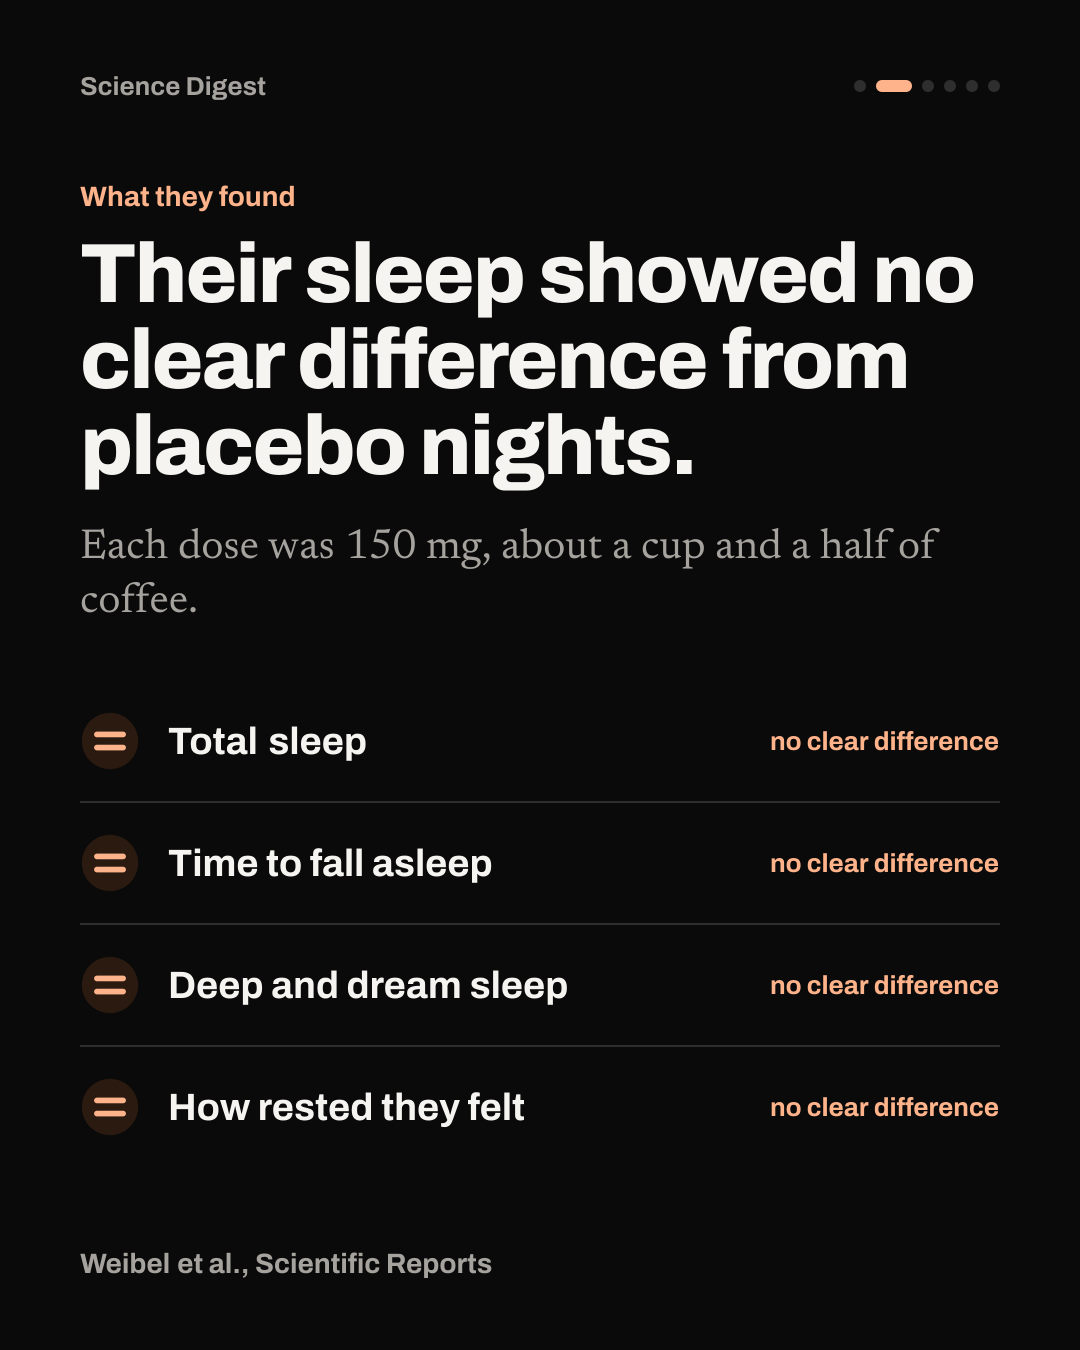 Science Digest
What they found
Their sleep showed no
clear difference from
placebo nights.
Each dose was 150 mg, about a cup and a half of
coffee.
Total sleep no clear difference
Time to fall asleep no clear difference
Deep and dream sleep no clear difference
How rested they felt no clear difference
Weibel et al., Scientific Reports